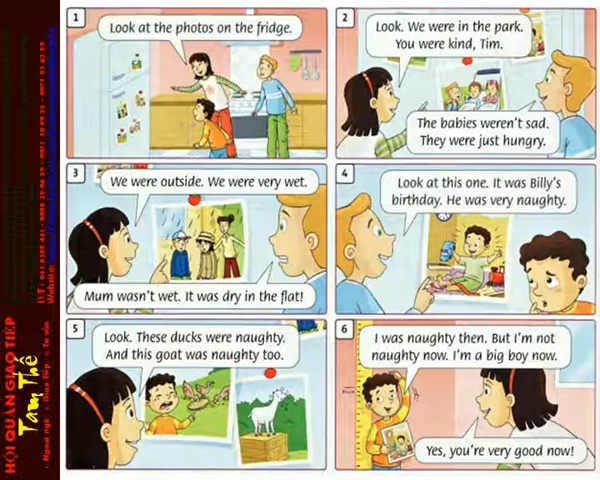 1
Look at the photos on the fridge.
2
Look. We were in the park.
You were kind, Tim.
The babies weren't sad.
They were just hungry.
3
We were outside. We were very wet.
Mum wasn't wet. It was dry in the flat!
4
Look at this one. It was Billy's
birthday. He was very naughty.
5
Look. These ducks were naughty.
And this goat was naughty too.
6
I was naughty then. But I'm not
naughty now. I'm a big boy now.
Yes, you're very good now!
HỘI QUÁN GIAO TIẾP
Tam Thể
Website: